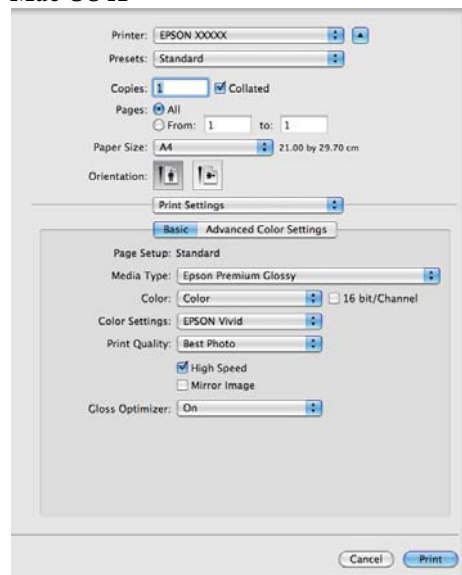 Mac OS X
Printer: EPSON XXXXX
Presets: Standard
Copies: 1 Collated
Pages: All
From: 1 to: 1
Paper Size: A4 21.00 by 29.70 cm
Orientation:
Print Settings
Basic Advanced Color Settings
Page Setup: Standard
Media Type: Epson Premium Glossy
Color: Color 16 bit/Channel
Color Settings: EPSON Vivid
Print Quality: Best Photo
High Speed
Mirror Image
Gloss Optimizer: On
Cancel Print